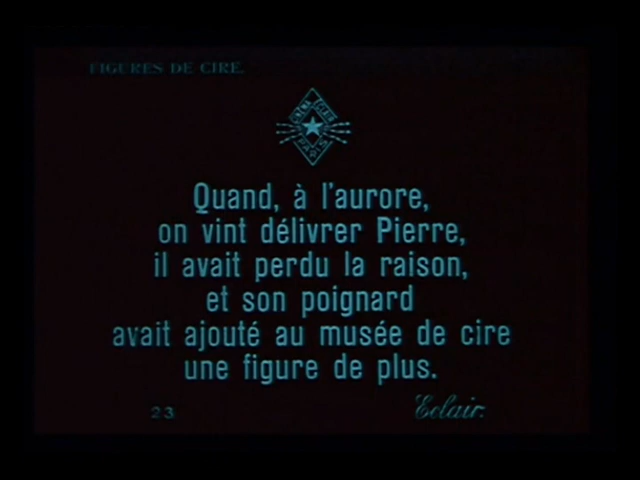 FIGURES DE CIRE.
PARIS
Quand, à l'aurore,
on vint délivrer Pierre,
il avait perdu la raison,
et son poignard
avait ajouté au musée de cire
une figure de plus.
23
Eclair.